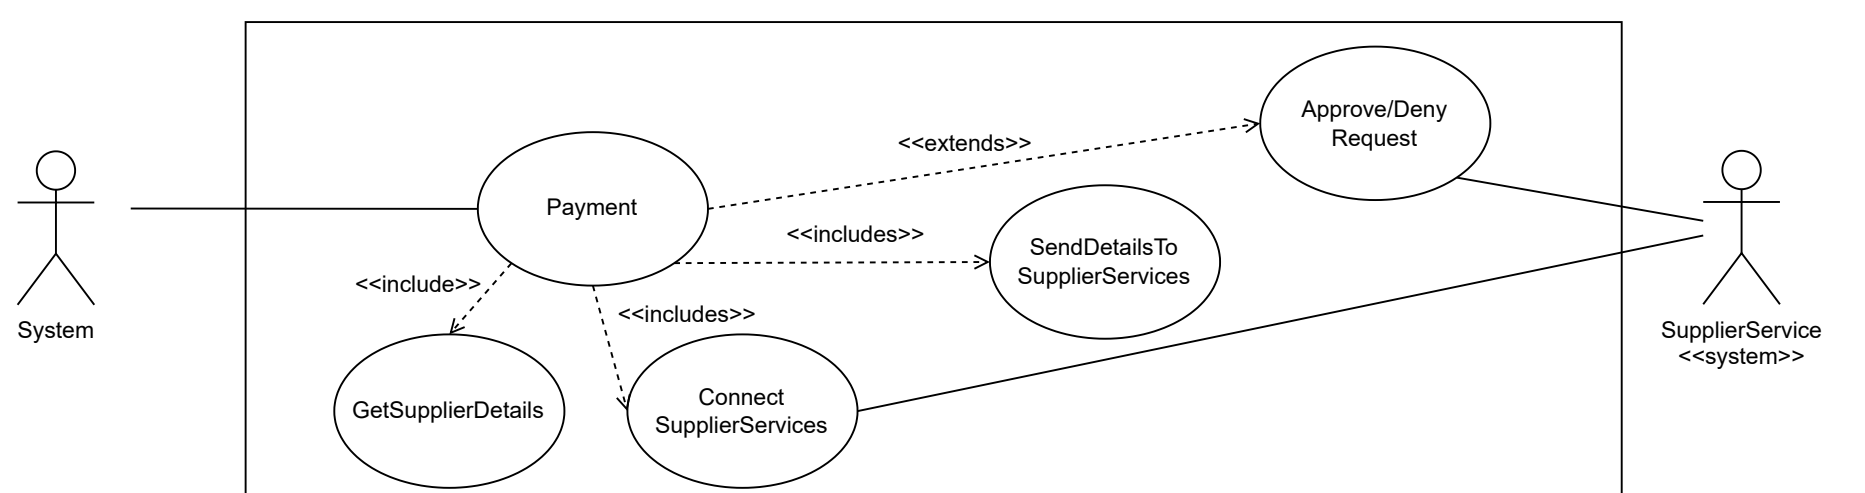 Approve/Deny
Request
<<extends>>
Payment
<<includes>>
SendDetailsTo
SupplierServices
<<include>>
<<includes>>
System
SupplierService
<<system>>
GetSupplierDetails
Connect
SupplierServices